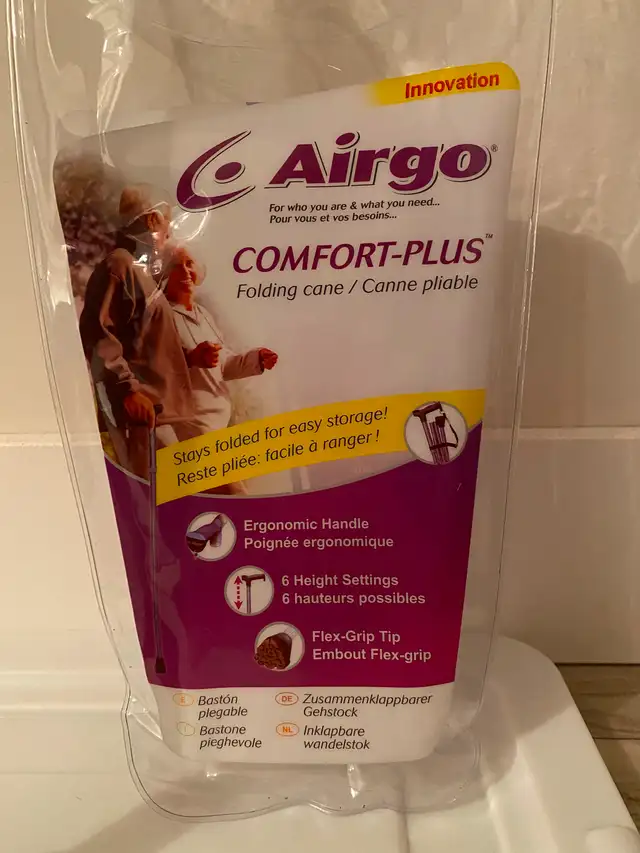 Innovation
Airgo®
For who you are & what you need...
Pour vous et vos besoins...
COMFORT-PLUS™
Folding cane / Canne pliable
Stays folded for easy storage!
Reste pliée: facile à ranger !
Ergonomic Handle
Poignée ergonomique
6 Height Settings
6 hauteurs possibles
Flex-Grip Tip
Embout Flex-grip
E Bastón
plegable
DE Zusammenklappbarer
Gehstock
I Bastone
pieghevole
NL Inklapbare
wandelstok